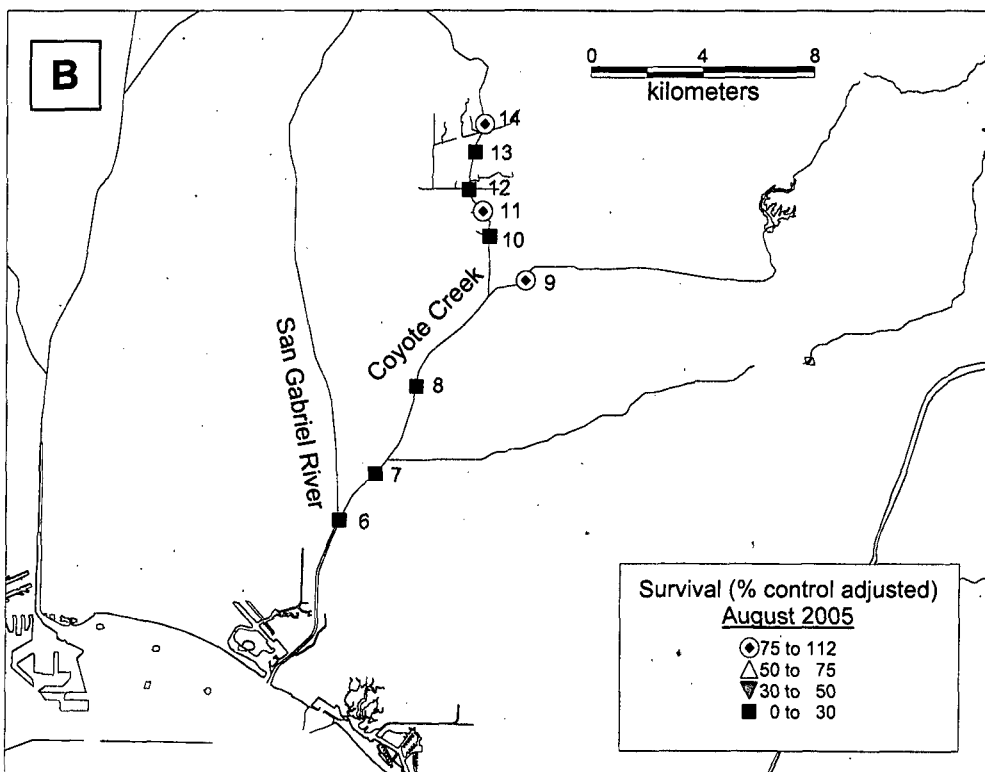 B
0 4 8
kilometers
14
13
12
11
10
9
Coyote Creek
San Gabriel River
8
7
6
Survival (% control adjusted)
August 2005
75 to 112
50 to 75
30 to 50
0 to 30